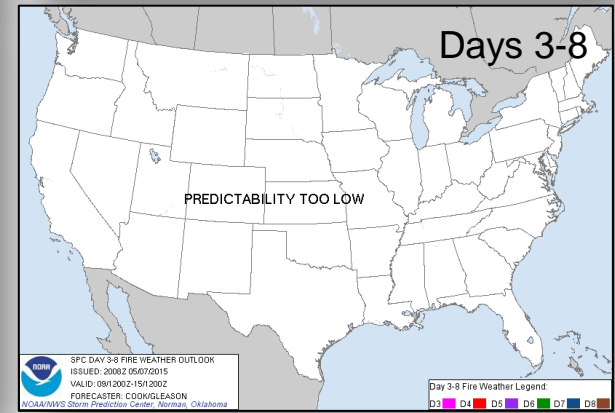 Days 3-8
PREDICTABILITY TOO LOW
NOAA
SPC DAY 3-8 FIRE WEATHER OUTLOOK
ISSUED: 2008Z 05/07/2015
VALID: 09/1200Z-15/1200Z
FORECASTER: COOK/GLEASON
NOAA/NWS Storm Prediction Center, Norman, Oklahoma
Day 3-8 Fire Weather Legend:
D3 D4 D5 D6 D7 D8